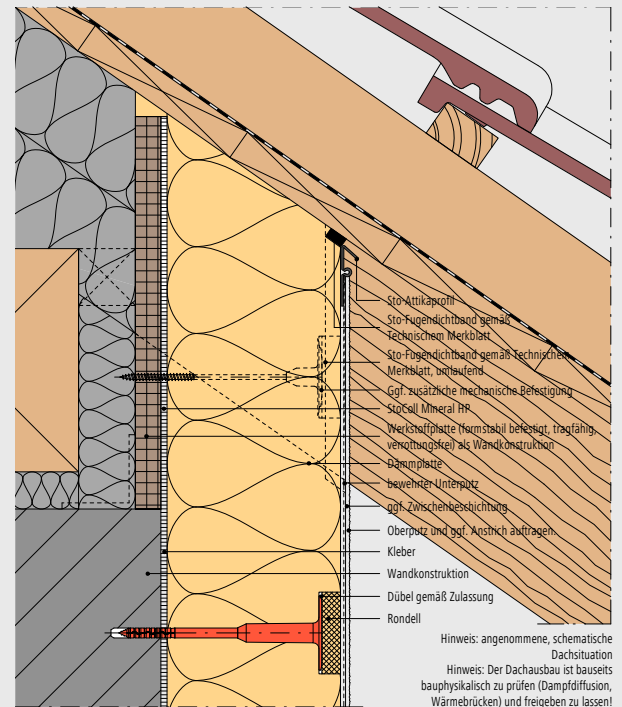 Sto-Attikaprofil
Sto-Fugendichtband gemäß
Technischem Merkblatt
Sto-Fugendichtband gemäß Technischem
Merkblatt, umlaufend
Ggf. zusätzliche mechanische Befestigung
StoColl Mineral HP
Werkstoffplatte (formstabil befestigt, tragfähig,
verrottungsfrei) als Wandkonstruktion
Dämmplatte
bewehrter Unterputz
ggf. Zwischenbeschichtung
Oberputz und ggf. Anstrich auftragen.
Kleber
Wandkonstruktion
Dübel gemäß Zulassung
Rondell
Hinweis: angenommene, schematische
Dachsituation
Hinweis: Der Dachausbau ist bauseits
bauphysikalisch zu prüfen (Dampfdiffusion,
Wärmebrücken) und freigeben zu lassen!